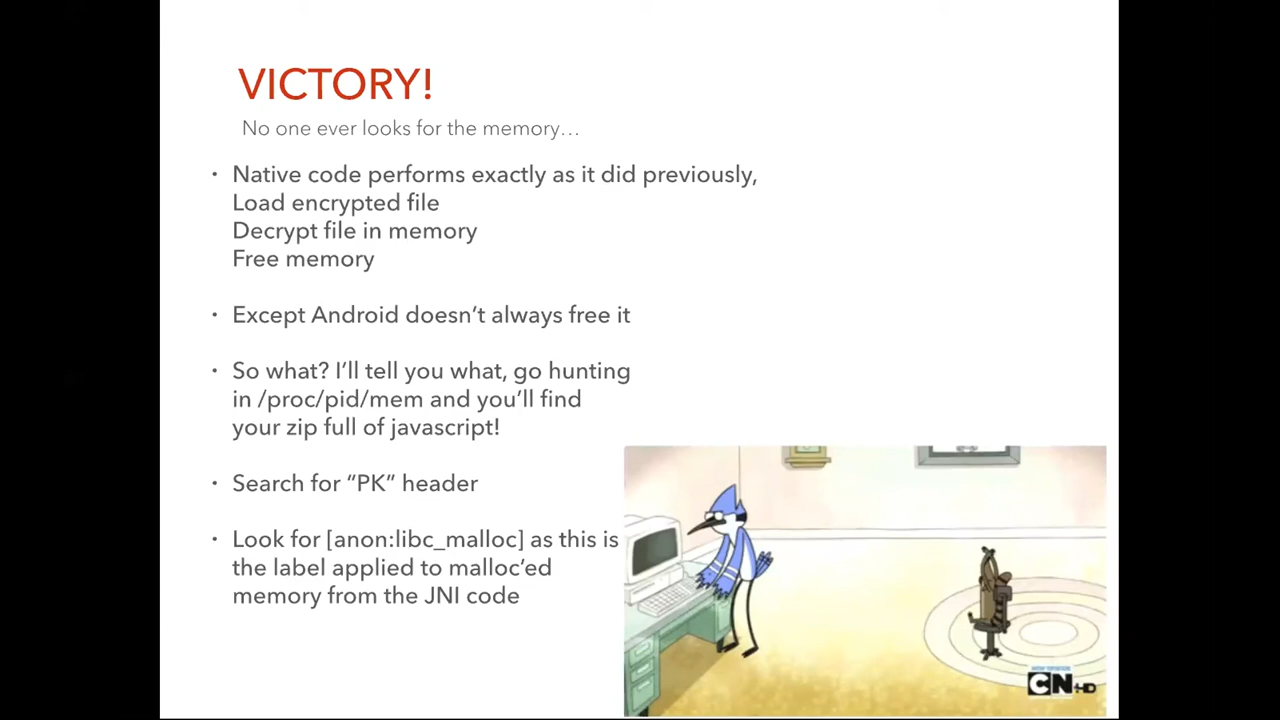 VICTORY!
No one ever looks for the memory…
• Native code performs exactly as it did previously,
Load encrypted file
Decrypt file in memory
Free memory
• Except Android doesn’t always free it
• So what? I’ll tell you what, go hunting
in /proc/pid/mem and you’ll find
your zip full of javascript!
• Search for ”PK” header
• Look for [anon:libc_malloc] as this is
the label applied to malloc’ed
memory from the JNI code
CN HD